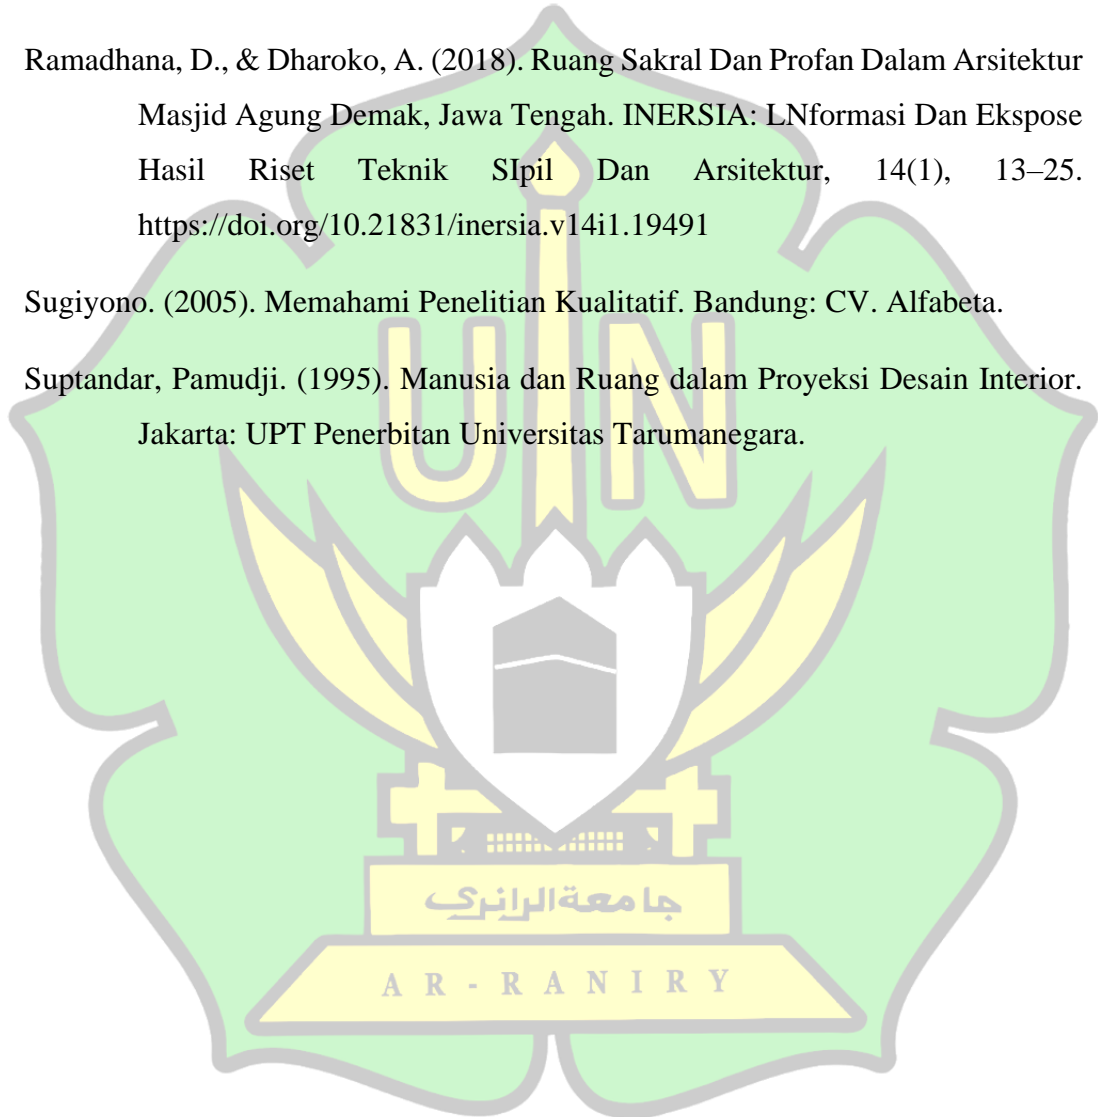 Ramadhana, D., & Dharoko, A. (2018). Ruang Sakral Dan Profan Dalam Arsitektur
Masjid Agung Demak, Jawa Tengah. INERSIA: LNformasi Dan Ekspose
Hasil Riset Teknik SIpil Dan Arsitektur, 14(1), 13–25.
https://doi.org/10.21831/inersia.v14i1.19491
Sugiyono. (2005). Memahami Penelitian Kualitatif. Bandung: CV. Alfabeta.
UIN
Suptandar, Pamudji. (1995). Manusia dan Ruang dalam Proyeksi Desain Interior.
Jakarta: UPT Penerbitan Universitas Tarumanegara.
جامعة الرانري
AR-RANIRY